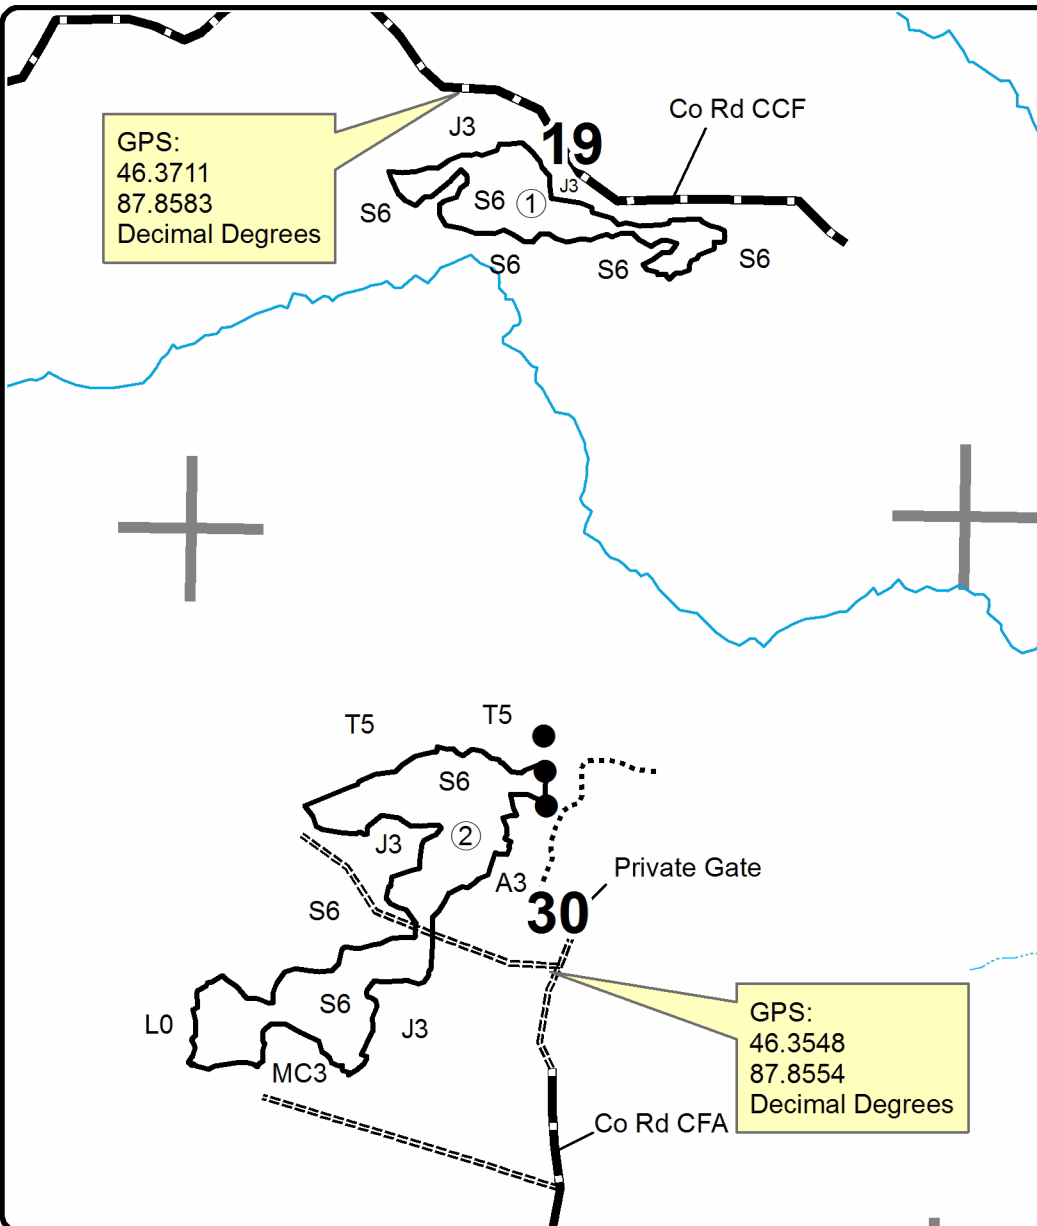 Co Rd CCF
J3
19
GPS:
46.3711
87.8583
Decimal Degrees
J3
S6
S6
1
S6
S6
S6
T5
T5
S6
2
J3
A3
Private Gate
30
S6
S6
L0
J3
MC3
GPS:
46.3548
87.8554
Decimal Degrees
Co Rd CFA